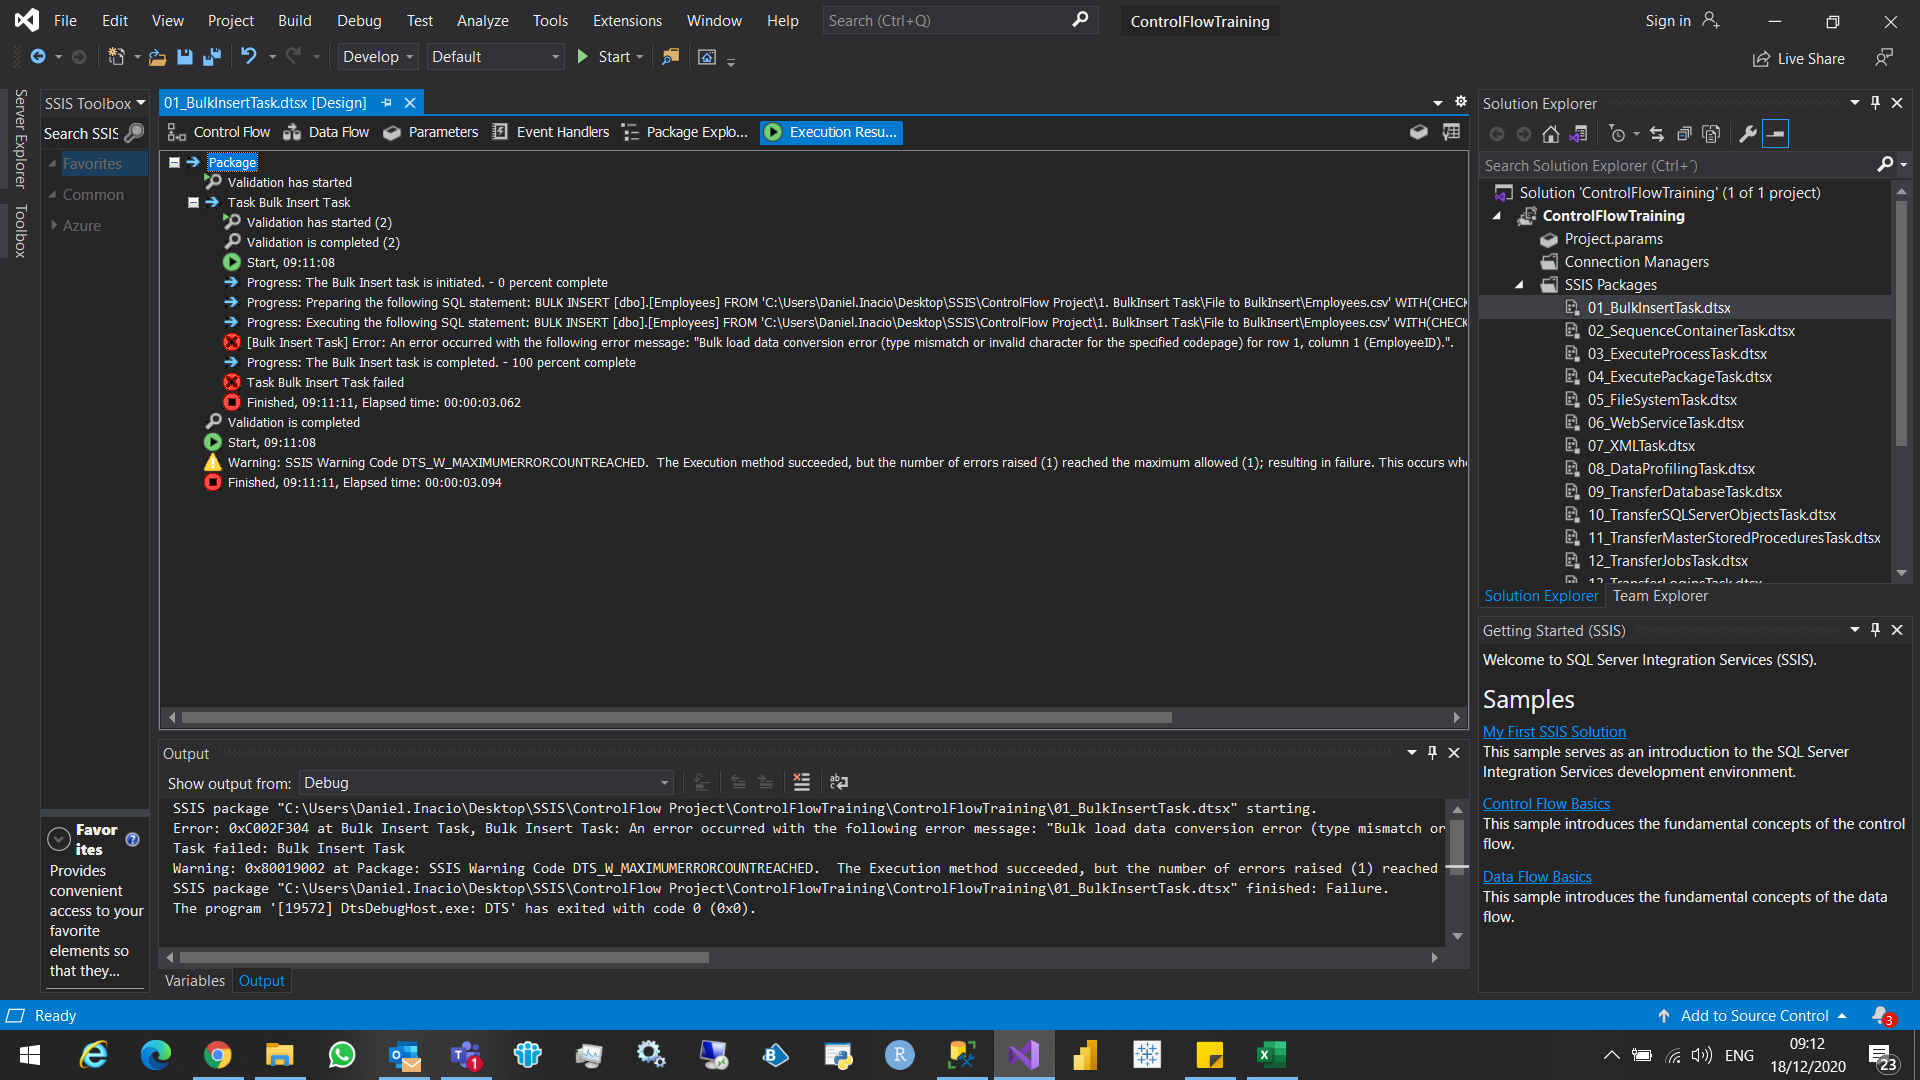 File Edit View Project Build Debug Test Analyze Tools Extensions Window Help Search (Ctrl+Q) ControlFlowTraining Sign in
Develop Default Start Live Share
Server Explorer
Toolbox
SSIS Toolbox
Search SSIS
Favorites
Common
Azure
Favor
ites
Provides
convenient
access to your
favorite
elements so
that they...
01_BulkInsertTask.dtsx [Design]
Control Flow Data Flow Parameters Event Handlers Package Explo... Execution Resu...
Package
Validation has started
Task Bulk Insert Task
Validation has started (2)
Validation is completed (2)
Start, 09:11:08
Progress: The Bulk Insert task is initiated. - 0 percent complete
Progress: Preparing the following SQL statement: BULK INSERT [dbo].[Employees] FROM 'C:\Users\Daniel.Inacio\Desktop\SSIS\ControlFlow Project\1. BulkInsert Task\File to BulkInsert\Employees.csv' WITH(CHECK
Progress: Executing the following SQL statement: BULK INSERT [dbo].[Employees] FROM 'C:\Users\Daniel.Inacio\Desktop\SSIS\ControlFlow Project\1. BulkInsert Task\File to BulkInsert\Employees.csv' WITH(CHECK
[Bulk Insert Task] Error: An error occurred with the following error message: "Bulk load data conversion error (type mismatch or invalid character for the specified codepage) for row 1, column 1 (EmployeeID).".
Progress: The Bulk Insert task is completed. - 100 percent complete
Task Bulk Insert Task failed
Finished, 09:11:11, Elapsed time: 00:00:03.062
Validation is completed
Start, 09:11:08
Warning: SSIS Warning Code DTS_W_MAXIMUMERRORCOUNTREACHED. The Execution method succeeded, but the number of errors raised (1) reached the maximum allowed (1); resulting in failure. This occurs whe
Finished, 09:11:11, Elapsed time: 00:00:03.094
Output
Show output from: Debug
SSIS package "C:\Users\Daniel.Inacio\Desktop\SSIS\ControlFlow Project\ControlFlowTraining\ControlFlowTraining\01_BulkInsertTask.dtsx" starting.
Error: 0xC002F304 at Bulk Insert Task, Bulk Insert Task: An error occurred with the following error message: "Bulk load data conversion error (type mismatch or
Task failed: Bulk Insert Task
Warning: 0x80019002 at Package: SSIS Warning Code DTS_W_MAXIMUMERRORCOUNTREACHED. The Execution method succeeded, but the number of errors raised (1) reached
SSIS package "C:\Users\Daniel.Inacio\Desktop\SSIS\ControlFlow Project\ControlFlowTraining\ControlFlowTraining\01_BulkInsertTask.dtsx" finished: Failure.
The program '[19572] DtsDebugHost.exe: DTS' has exited with code 0 (0x0).
Variables Output
Solution Explorer
Search Solution Explorer (Ctrl+´)
Solution 'ControlFlowTraining' (1 of 1 project)
ControlFlowTraining
Project.params
Connection Managers
SSIS Packages
01_BulkInsertTask.dtsx
02_SequenceContainerTask.dtsx
03_ExecuteProcessTask.dtsx
04_ExecutePackageTask.dtsx
05_FileSystemTask.dtsx
06_WebServiceTask.dtsx
07_XMLTask.dtsx
08_DataProfilingTask.dtsx
09_TransferDatabaseTask.dtsx
10_TransferSQLServerObjectsTask.dtsx
11_TransferMasterStoredProceduresTask.dtsx
12_TransferJobsTask.dtsx
13_TransferLoginsTask.dtsx
Solution Explorer Team Explorer
Getting Started (SSIS)
Welcome to SQL Server Integration Services (SSIS).
Samples
My First SSIS Solution
This sample serves as an introduction to the SQL Server
Integration Services development environment.
Control Flow Basics
This sample introduces the fundamental concepts of the control
flow.
Data Flow Basics
This sample introduces the fundamental concepts of the data
flow.
Ready Add to Source Control 3
1 ENG 09:12
18/12/2020 23